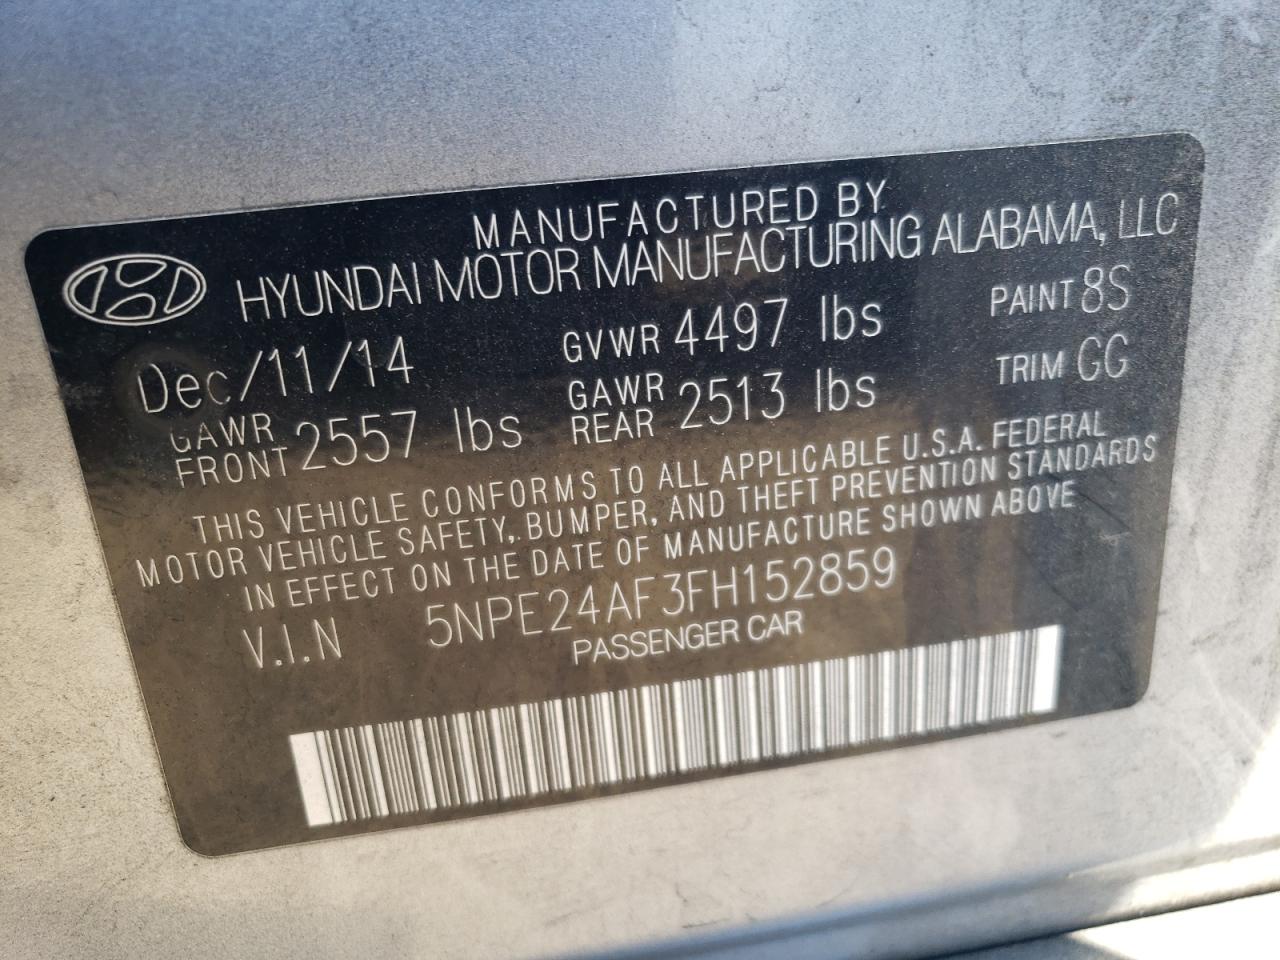 MANUFACTURED BY
HYUNDAI MOTOR MANUFACTURING ALABAMA, LLC
Dec/11/14 GVWR 4497 lbs PAINT 8S
GAWR FRONT 2557 lbs GAWR REAR 2513 lbs TRIM GG
THIS VEHICLE CONFORMS TO ALL APPLICABLE U.S.A. FEDERAL
MOTOR VEHICLE SAFETY, BUMPER, AND THEFT PREVENTION STANDARDS
IN EFFECT ON THE DATE OF MANUFACTURE SHOWN ABOVE
V.I.N 5NPE24AF3FH152859
PASSENGER CAR